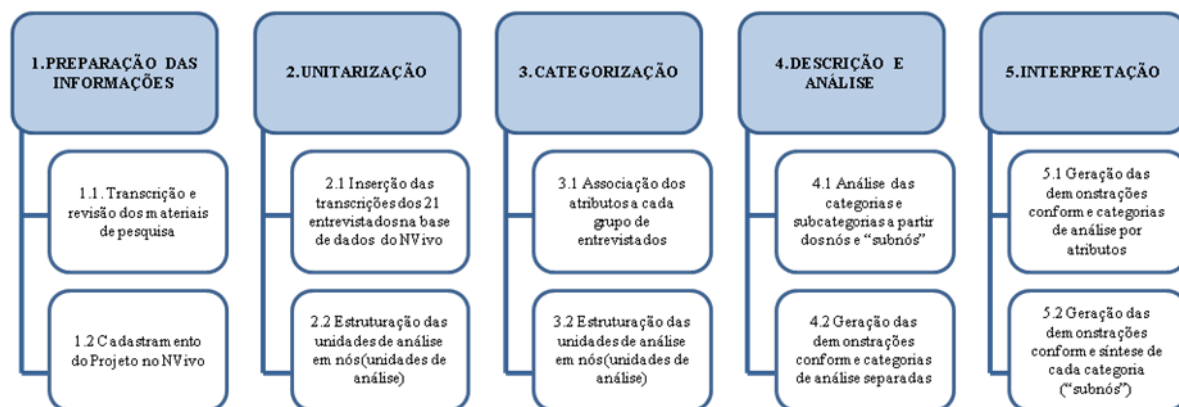 1.PREPARAÇÃO DAS
INFORMAÇÕES
1.1. Transcrição e
revisão dos materiais
de pesquisa
1.2 Cadastramento
do Projeto no NVivo
2.UNITARIZAÇÃO
2.1 Inserção das
transcrições dos 21
entrevistados na base
de dados do NVivo
2.2 Estruturação das
unidades de análise
em nós(unidades de
análise)
3.CATEGORIZAÇÃO
3.1 Associação dos
atributos a cada
grupo de
entrevistados
3.2 Estruturação das
unidades de análise
em nós(unidades de
análise)
4.DESCRIÇÃO E
ANÁLISE
4.1 Análise das
categorias e
subcategorias a partir
dos nós e “subnós”
4.2 Geração das
demonstrações
conforme categorias
de análise separadas
5.INTERPRETAÇÃO
5.1 Geração das
demonstrações
conforme categorias
de análise por
atributos
5.2 Geração das
demonstrações
conforme síntese de
cada categoria
(“subnós”)